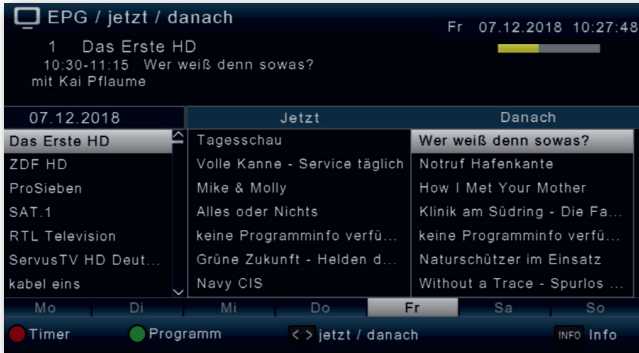 EPG / jetzt / danach
Fr 07.12.2018 10:27:48
1 Das Erste HD
10:30-11:15 Wer weiß denn sowas?
mit Kai Pflaume
07.12.2018 Jetzt Danach
Das Erste HD Tagesschau Wer weiß denn sowas?
ZDF HD Volle Kanne - Service täglich Notruf Hafenkante
ProSieben Mike & Molly How I Met Your Mother
SAT.1 Alles oder Nichts Klinik am Südring - Die Fa...
RTL Television keine Programminfo verfü... keine Programminfo verfü...
ServusTV HD Deut... Grüne Zukunft - Helden d... Naturschützer im Einsatz
kabel eins Navy CIS Without a Trace - Spurlos ...
Mo Di Mi Do Fr Sa So
Timer Programm < > jetzt / danach INFO Info